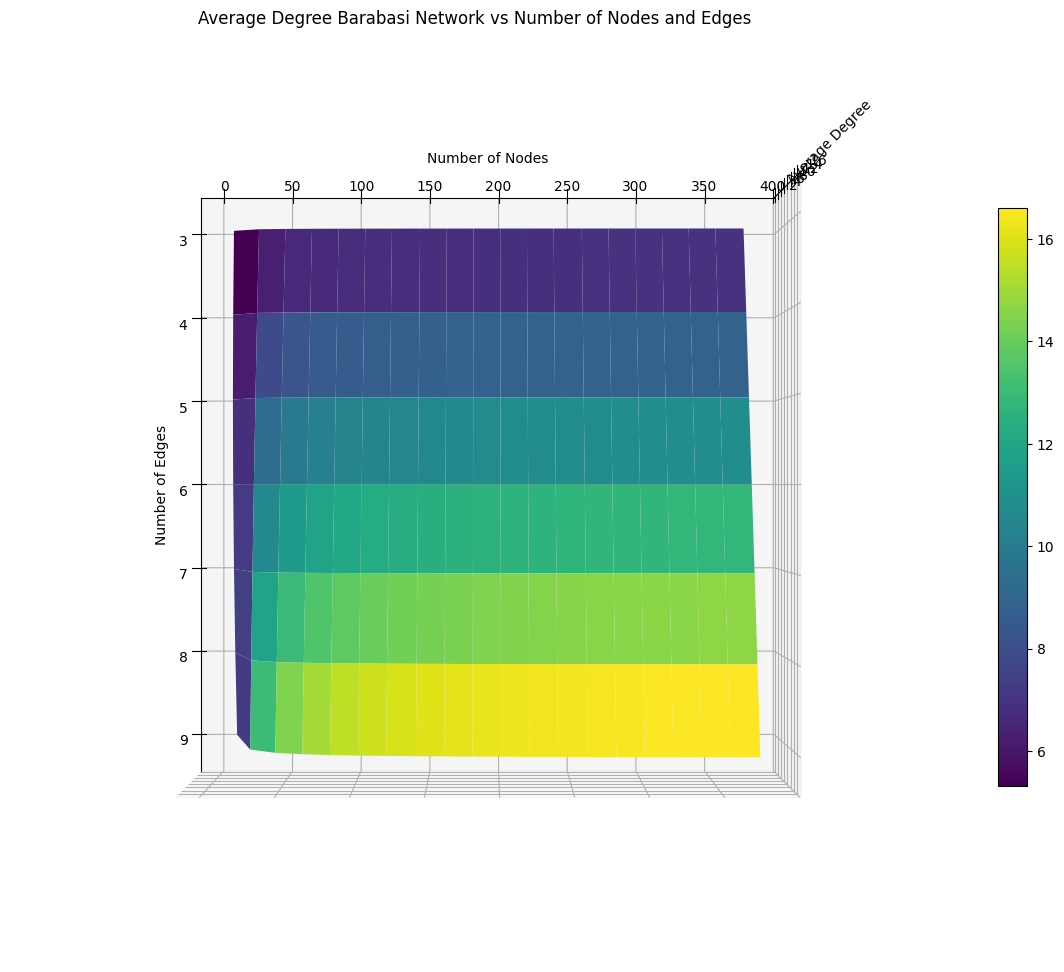 Average Degree Barabasi Network vs Number of Nodes and Edges
Average Degree
Number of Nodes
0 50 100 150 200 250 300 350 400
3
4
5
6
7
8
9
Number of Edges
16
14
12
10
8
6